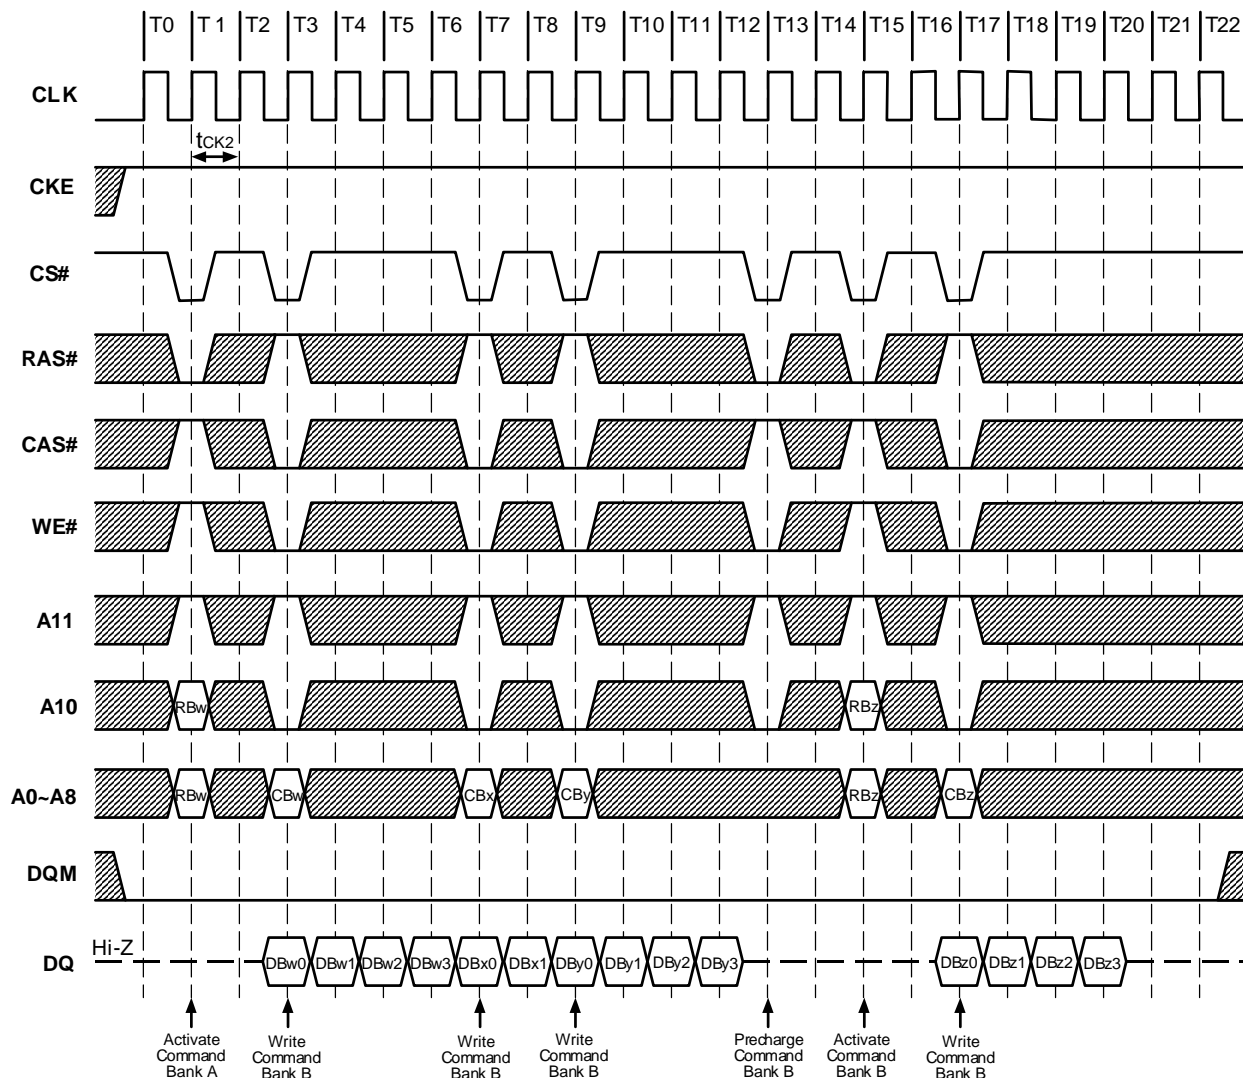 T0 T 1 T2 T3 T4 T5 T6 T7 T8 T9 T10 T11 T12 T13 T14 T15 T16 T17 T18 T19 T20 T21 T22
CLK
tCK2
CKE
CS#
RAS#
CAS#
WE#
A11
A10 RBw RBz
A0~A8 RBw CBw CBx CBy RBz CBz
DQM
Hi-Z
DQ DBw0 DBw1 DBw2 DBw3 DBx0 DBx1 DBy0 DBy1 DBy2 DBy3 DBz0 DBz1 DBz2 DBz3
Activate Command Bank A
Write Command Bank B
Write Command Bank B
Write Command Bank B
Precharge Command Bank B
Activate Command Bank B
Write Command Bank B